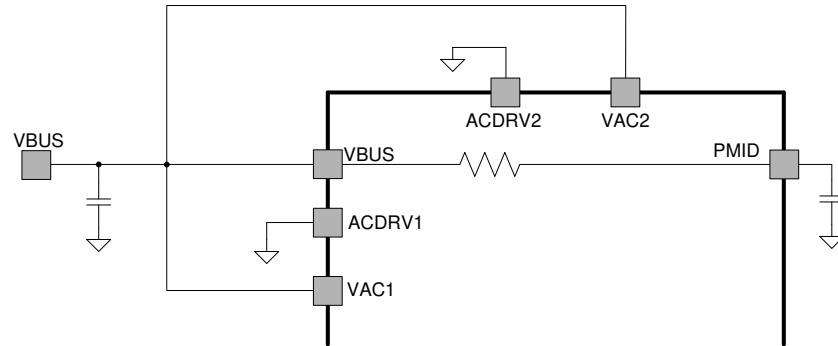 ACDRV2
VAC2
VBUS
VBUS
PMID
ACDRV1
VAC1